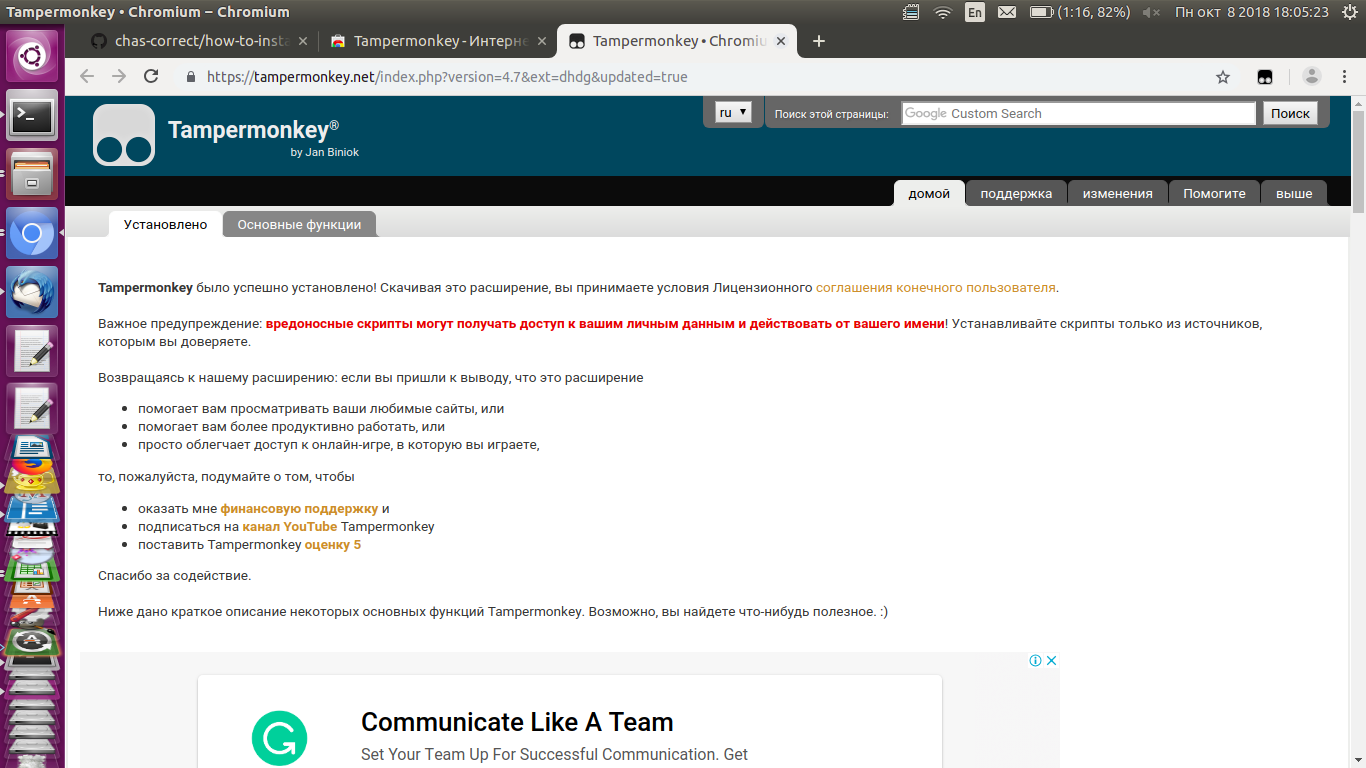 Tampermonkey • Chromium – Chromium
En
(1:16, 82%)
Пн окт 8 2018 18:05:23
chas-correct/how-to-insta
Tampermonkey - Интерне
Tampermonkey • Chromiu
https://tampermonkey.net/index.php?version=4.7&ext=dhdg&updated=true
Tampermonkey®
by Jan Biniok
ru
Поиск этой страницы:
Google Custom Search
Поиск
домой
поддержка
изменения
Помогите
выше
Установлено
Основные функции
Tampermonkey было успешно установлено! Скачивая это расширение, вы принимаете условия Лицензионного соглашения конечного пользователя.
Важное предупреждение: вредоносные скрипты могут получать доступ к вашим личным данным и действовать от вашего имени! Устанавливайте скрипты только из источников,
которым вы доверяете.
Возвращаясь к нашему расширению: если вы пришли к выводу, что это расширение
помогает вам просматривать ваши любимые сайты, или
помогает вам более продуктивно работать, или
просто облегчает доступ к онлайн-игре, в которую вы играете,
то, пожалуйста, подумайте о том, чтобы
оказать мне финансовую поддержку и
подписаться на канал YouTube Tampermonkey
поставить Tampermonkey оценку 5
Спасибо за содействие.
Ниже дано краткое описание некоторых основных функций Tampermonkey. Возможно, вы найдете что-нибудь полезное. :)
Communicate Like A Team
Set Your Team Up For Successful Communication. Get